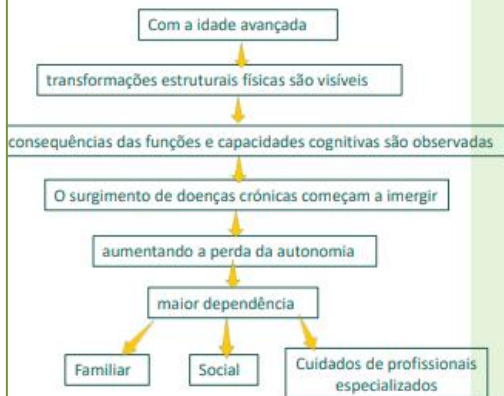 Com a idade avançada
transformações estruturais físicas são visíveis
consequências das funções e capacidades cognitivas são observadas
O surgimento de doenças crónicas começam a imergir
aumentando a perda da autonomia
maior dependência
Familiar
Social
Cuidados de profissionais
especializados